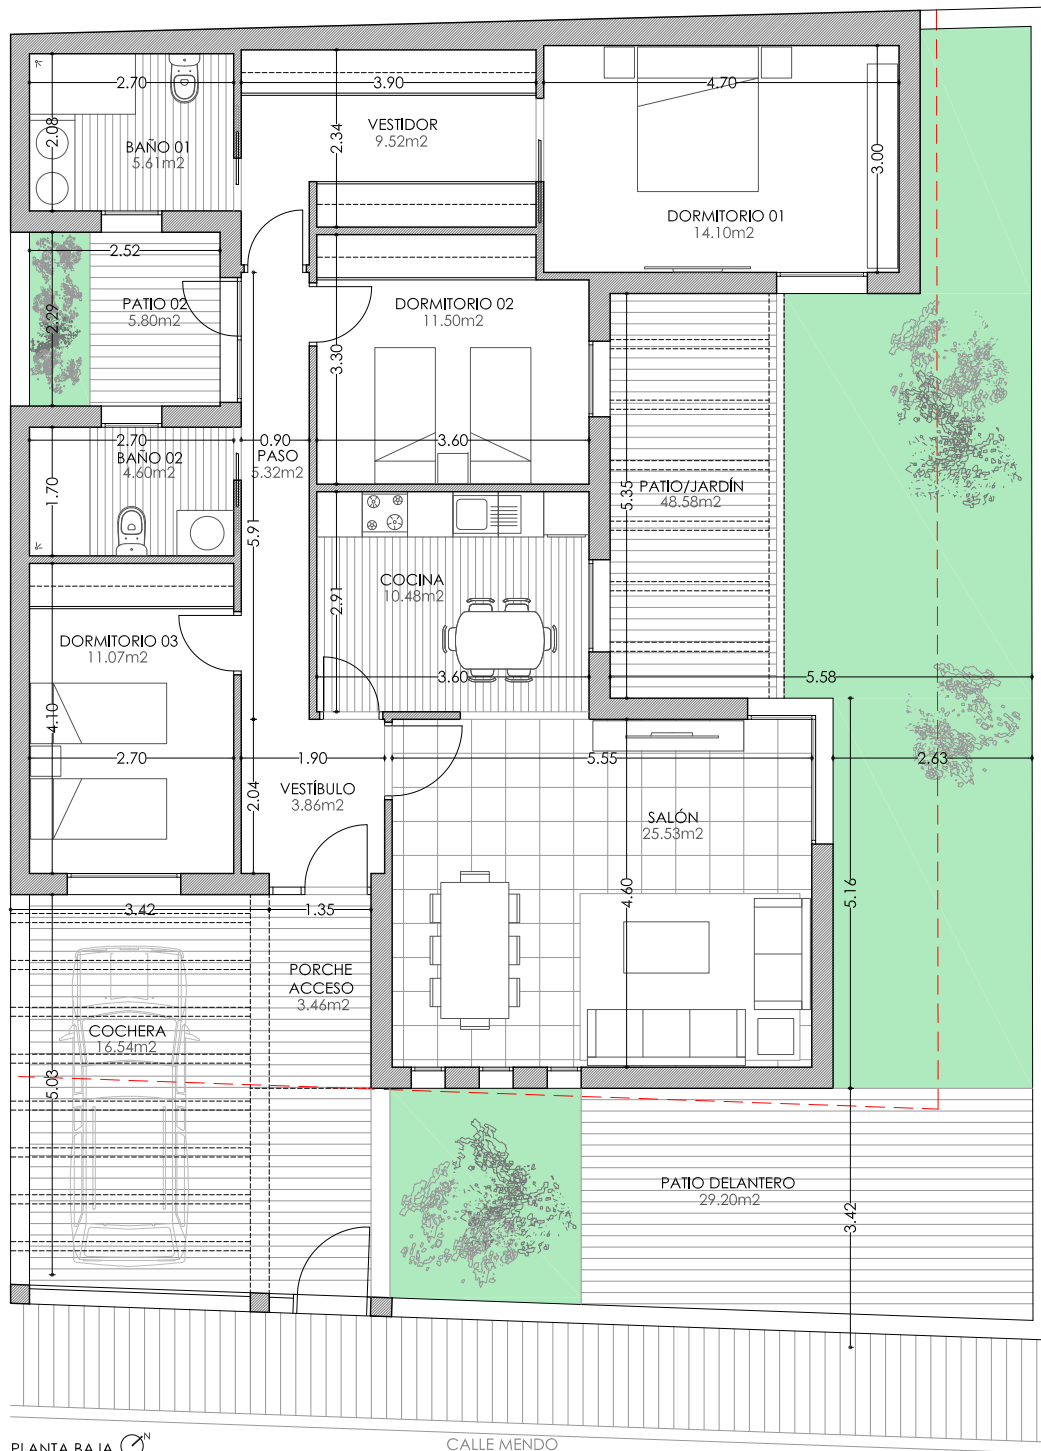 2.70
3.90
4.70
2.08
BAÑO 01
5.61m2
VESTIDOR
9.52m2
2.34
3.00
DORMITORIO 01
14.10m2
2.52
PATIO 02
5.80m2
2.29
DORMITORIO 02
11.50m2
3.30
2.70
BAÑO 02
4.60m2
0.90
PASO
5.32m2
3.60
1.70
PATIO/JARDÍN
48.58m2
5.35
5.91
COCINA
10.48m2
2.91
DORMITORIO 03
11.07m2
3.60
5.58
4.10
2.70
1.90
5.55
2.63
VESTÍBULO
3.86m2
2.04
SALÓN
25.53m2
4.60
5.16
3.42
1.35
PORCHE
ACCESO
3.46m2
COCHERA
16.54m2
5.03
PATIO DELANTERO
29.20m2
3.42
PLANTA BAJA
N
CALLE MENDO